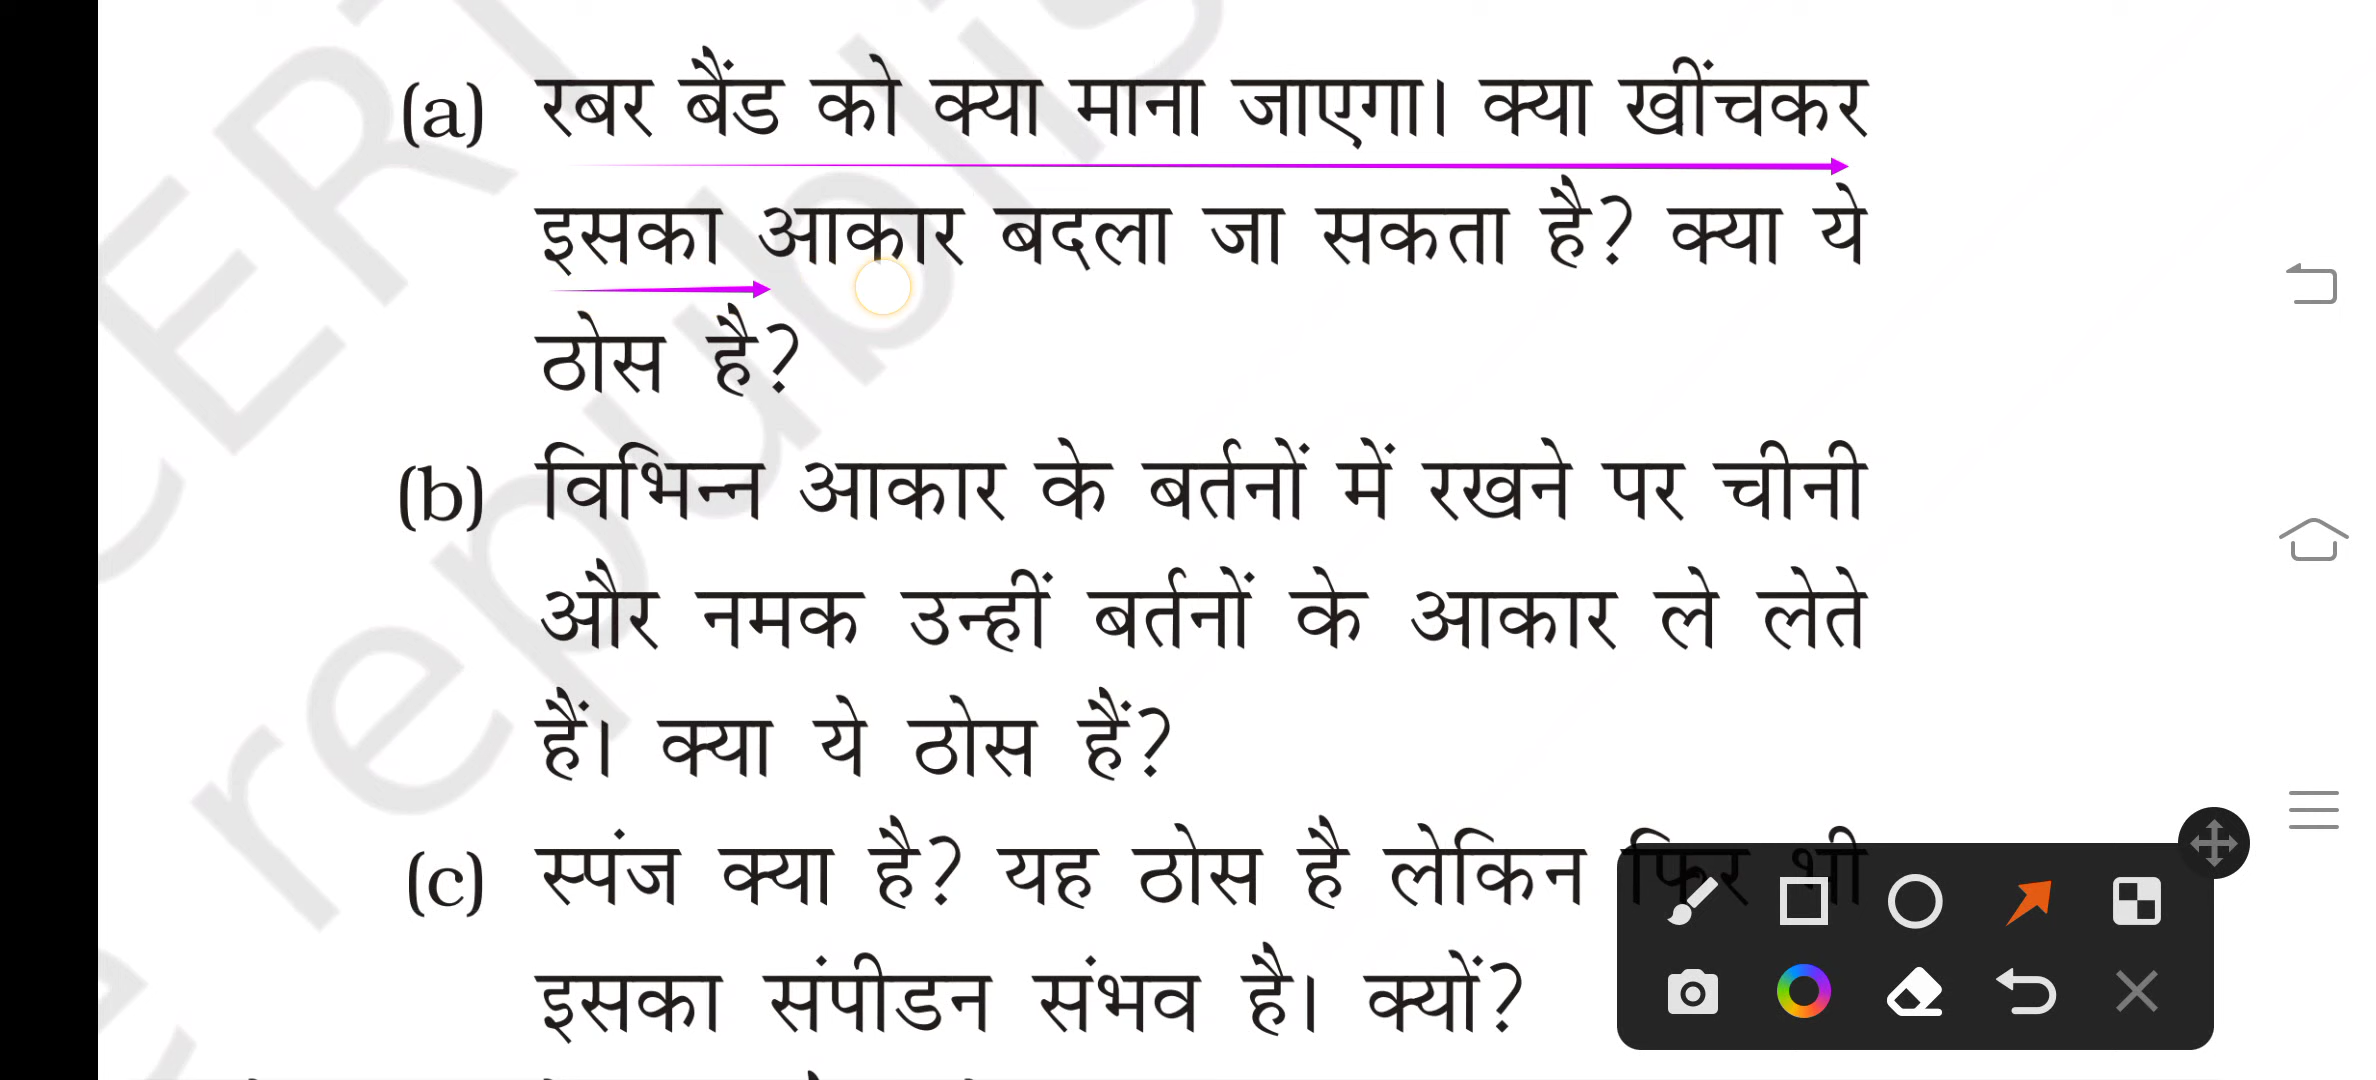 (a) रबर बैंड को क्या माना जाएगा। क्या खींचकर
इसका आकार बदला जा सकता है? क्या ये
ठोस है?
(b) विभिन्न आकार के बर्तनों में रखने पर चीनी
और नमक उन्हीं बर्तनों के आकार ले लेते
हैं। क्या ये ठोस हैं?
(c) स्पंज क्या है? यह ठोस है लेकिन फिर भी
इसका संपीडन संभव है। क्यों?